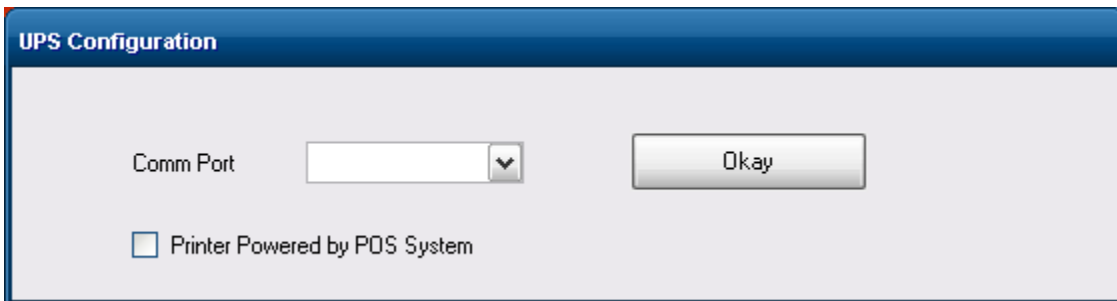 UPS Configuration
Comm Port
Okay
Printer Powered by POS System